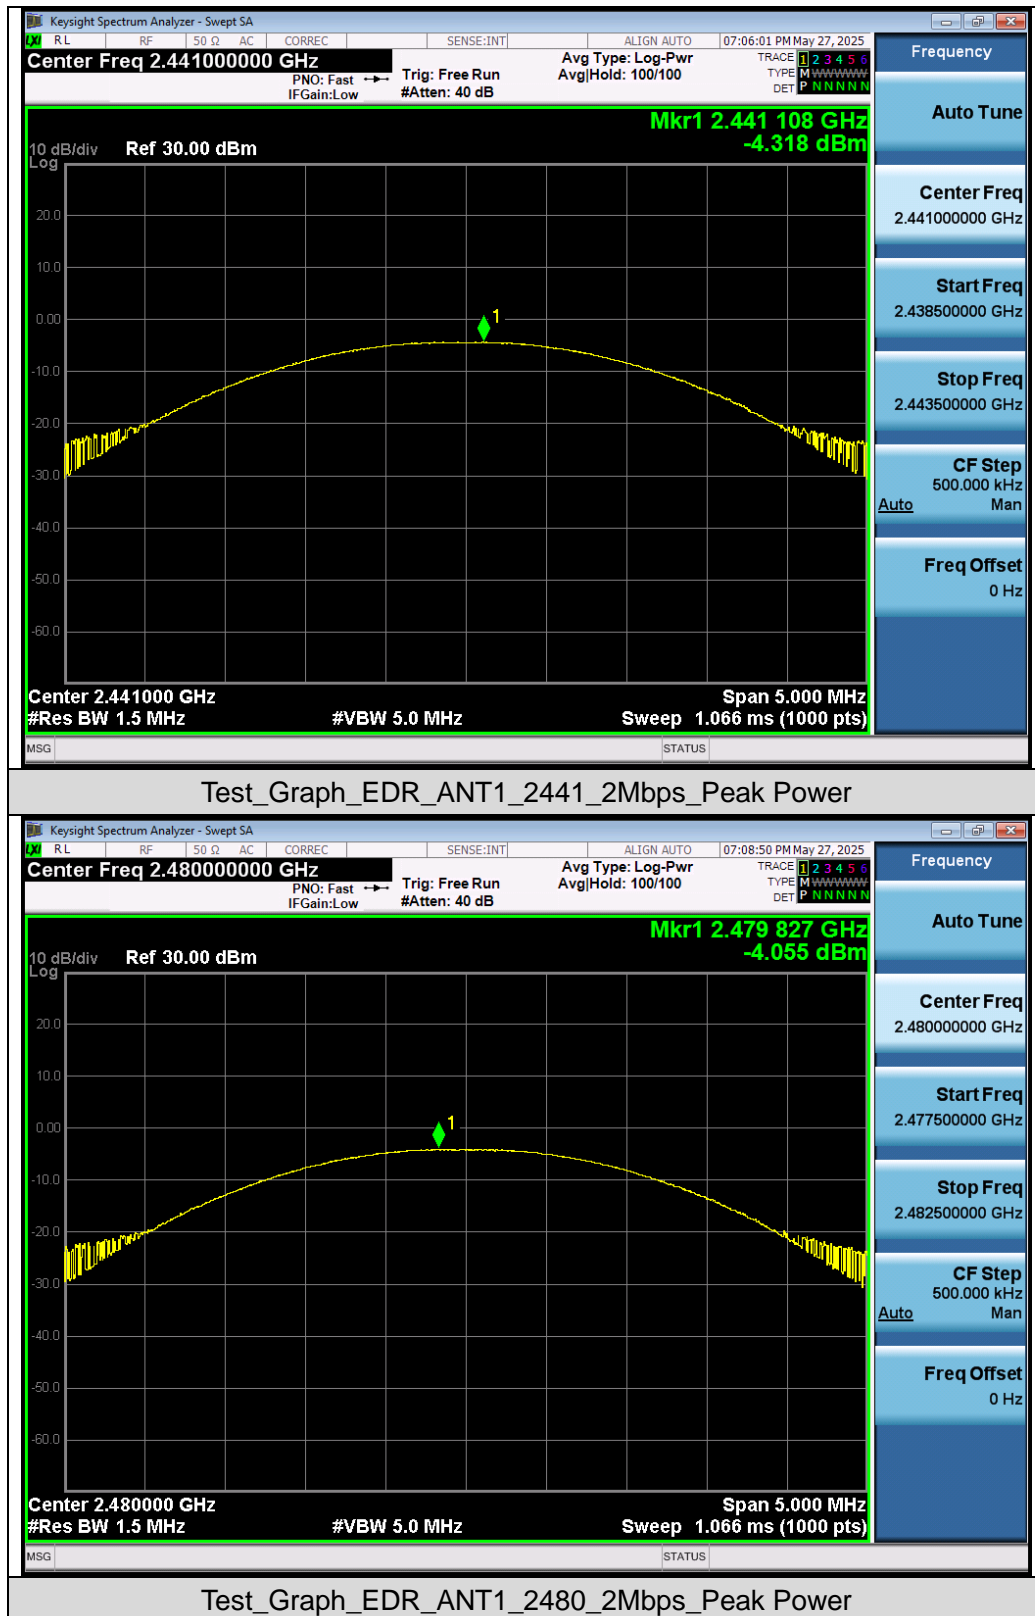 Keysight Spectrum Analyzer - Swept SA
LXI RL RF 50 Ω AC CORREC SENSE:INT ALIGN AUTO 07:06:01 PM May 27, 2025
Center Freq 2.441000000 GHz
PNO: Fast
IFGain:Low
Trig: Free Run
#Atten: 40 dB
Avg Type: Log-Pwr
Avg|Hold: 100/100
TRACE 1 2 3 4 5 6
TYPE M W W W W W
DET P N N N N N
Mkr1 2.441 108 GHz
-4.318 dBm
10 dB/div Ref 30.00 dBm
Log
20.0
10.0
0.00
1
-10.0
-20.0
-30.0
-40.0
-50.0
-60.0
Center 2.441000 GHz Span 5.000 MHz
#Res BW 1.5 MHz #VBW 5.0 MHz Sweep 1.066 ms (1000 pts)
MSG STATUS
Frequency
Auto Tune
Center Freq
2.441000000 GHz
Start Freq
2.438500000 GHz
Stop Freq
2.443500000 GHz
CF Step
500.000 kHz
Auto Man
Freq Offset
0 Hz
Test_Graph_EDR_ANT1_2441_2Mbps_Peak Power
Keysight Spectrum Analyzer - Swept SA
LXI RL RF 50 Ω AC CORREC SENSE:INT ALIGN AUTO 07:08:50 PM May 27, 2025
Center Freq 2.480000000 GHz
PNO: Fast
IFGain:Low
Trig: Free Run
#Atten: 40 dB
Avg Type: Log-Pwr
Avg|Hold: 100/100
TRACE 1 2 3 4 5 6
TYPE M W W W W W
DET P N N N N N
Mkr1 2.479 827 GHz
-4.055 dBm
10 dB/div Ref 30.00 dBm
Log
20.0
10.0
0.00
1
-10.0
-20.0
-30.0
-40.0
-50.0
-60.0
Center 2.480000 GHz Span 5.000 MHz
#Res BW 1.5 MHz #VBW 5.0 MHz Sweep 1.066 ms (1000 pts)
MSG STATUS
Frequency
Auto Tune
Center Freq
2.480000000 GHz
Start Freq
2.477500000 GHz
Stop Freq
2.482500000 GHz
CF Step
500.000 kHz
Auto Man
Freq Offset
0 Hz
Test_Graph_EDR_ANT1_2480_2Mbps_Peak Power